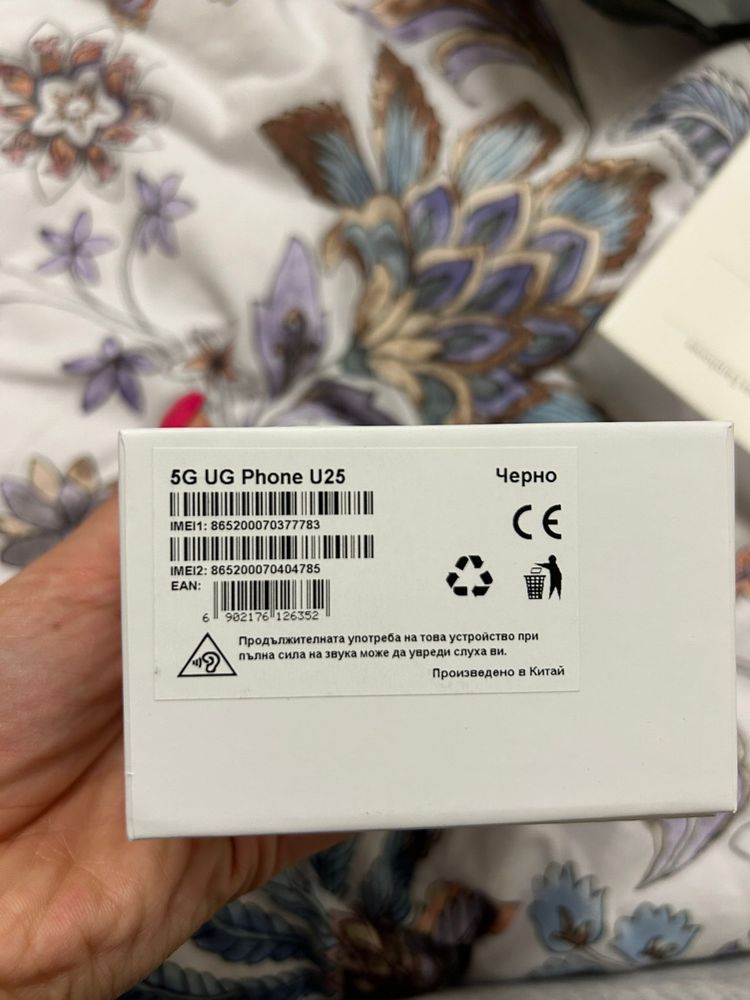 5G UG Phone U25
Черно
IMEI1: 865200070377783
IMEI2: 865200070404785
EAN:
6 902176 126352
CE
Продължителната употреба на това устройство при
пълна сила на звука може да увреди слуха ви.
Произведено в Китай